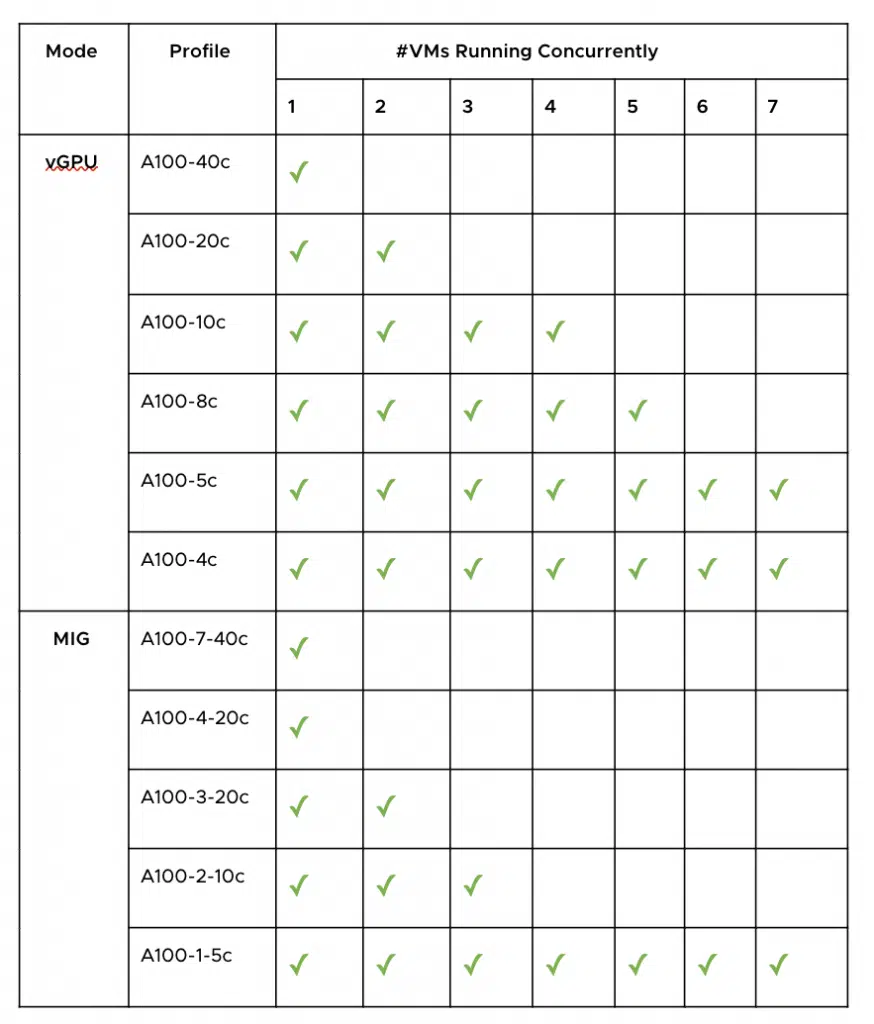 Mode Profile #VMs Running Concurrently
1 2 3 4 5 6 7
vGPU A100-40c ✓
A100-20c ✓ ✓
A100-10c ✓ ✓ ✓ ✓
A100-8c ✓ ✓ ✓ ✓ ✓
A100-5c ✓ ✓ ✓ ✓ ✓ ✓ ✓
A100-4c ✓ ✓ ✓ ✓ ✓ ✓ ✓
MIG A100-7-40c ✓
A100-4-20c ✓
A100-3-20c ✓ ✓
A100-2-10c ✓ ✓ ✓
A100-1-5c ✓ ✓ ✓ ✓ ✓ ✓ ✓